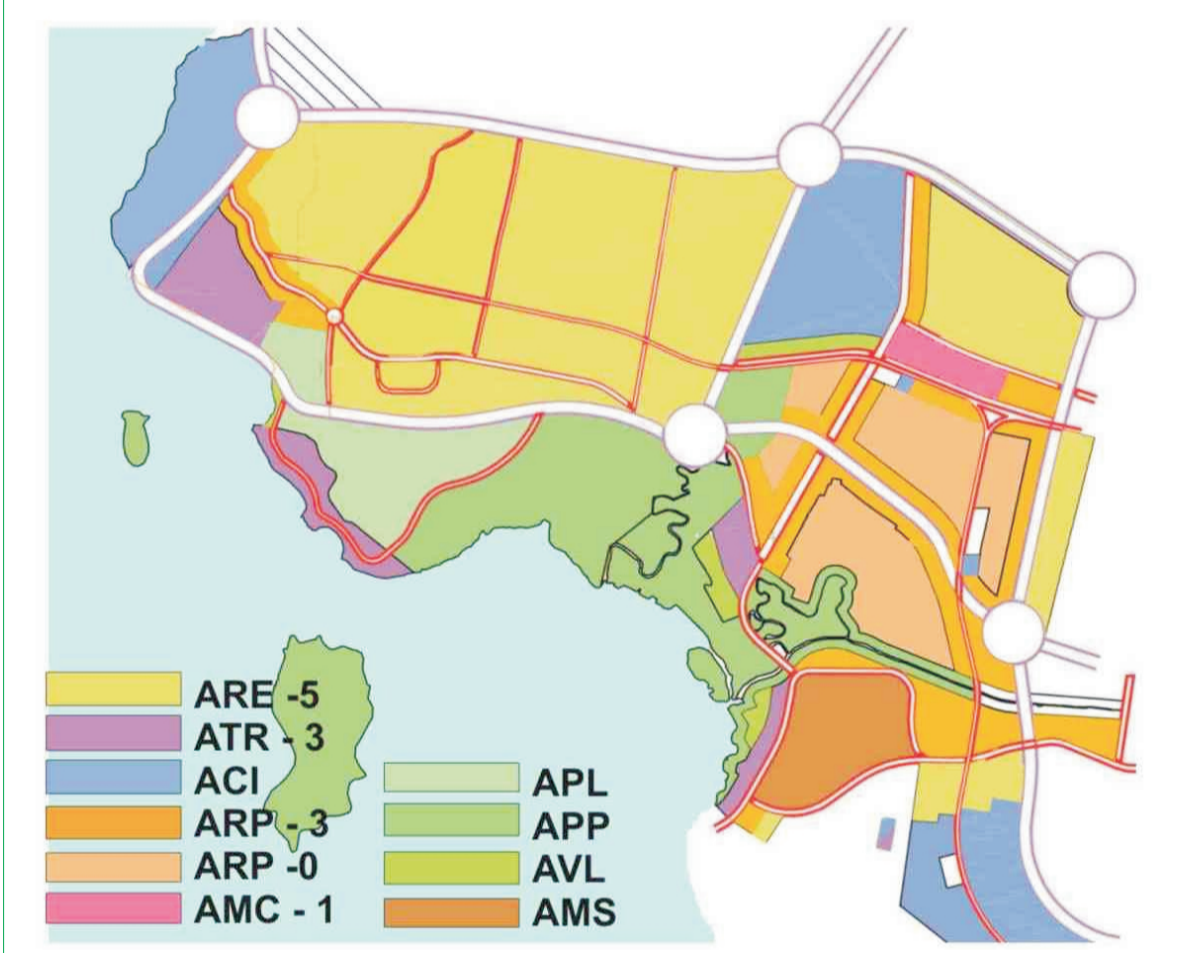 ARE -5
ATR - 3
ACI
ARP - 3
ARP -0
AMC - 1
APL
APP
AVL
AMS